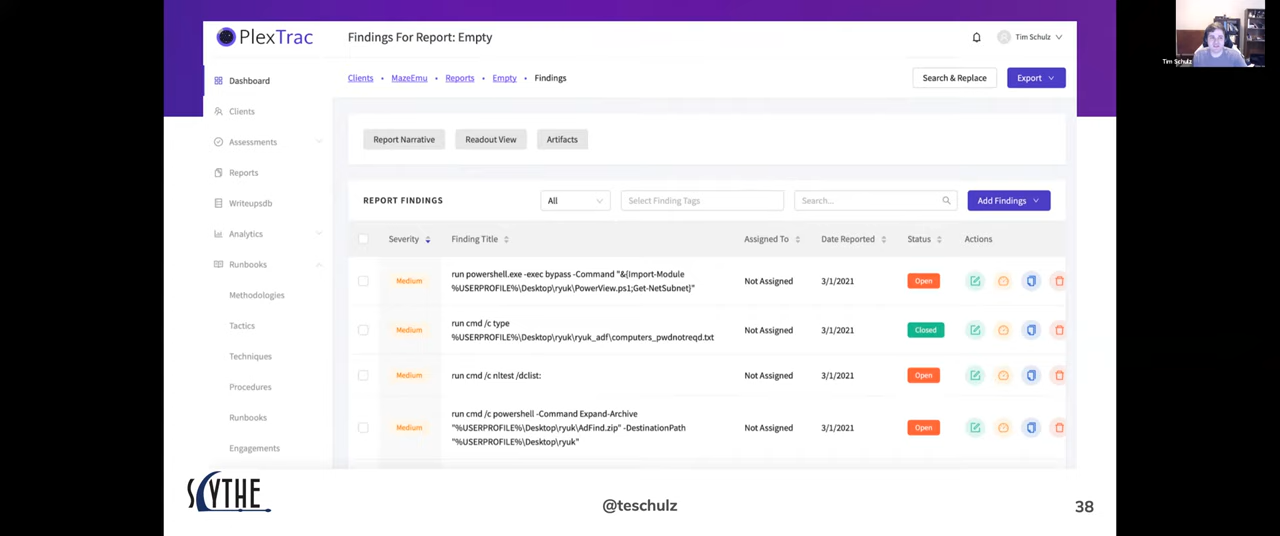 PlexTrac
Findings For Report: Empty
Tim Schulz
Tim Schulz
Clients • MazeEmu • Reports • Empty • Findings
Search & Replace
Export
Dashboard
Clients
Assessments
Reports
Writeupsdb
Analytics
Runbooks
Methodologies
Tactics
Techniques
Procedures
Runbooks
Engagements
Report Narrative
Readout View
Artifacts
REPORT FINDINGS
All
Select Finding Tags
Search...
Add Findings
Severity Finding Title Assigned To Date Reported Status Actions
Medium
run powershell.exe -exec bypass -Command "&{Import-Module
%USERPROFILE%\Desktop\ryuk\PowerView.ps1;Get-NetSubnet}"
Not Assigned 3/1/2021 Open
Medium
run cmd /c type
%USERPROFILE%\Desktop\ryuk\ryuk_adf\computers_pwdnotreqd.txt
Not Assigned 3/1/2021 Closed
Medium
run cmd /c nltest /dclist:
Not Assigned 3/1/2021 Open
Medium
run cmd /c powershell -Command Expand-Archive
"%USERPROFILE%\Desktop\ryuk\AdFind.zip" -DestinationPath
"%USERPROFILE%\Desktop\ryuk"
Not Assigned 3/1/2021 Open
SCYTHE
@teschulz
38